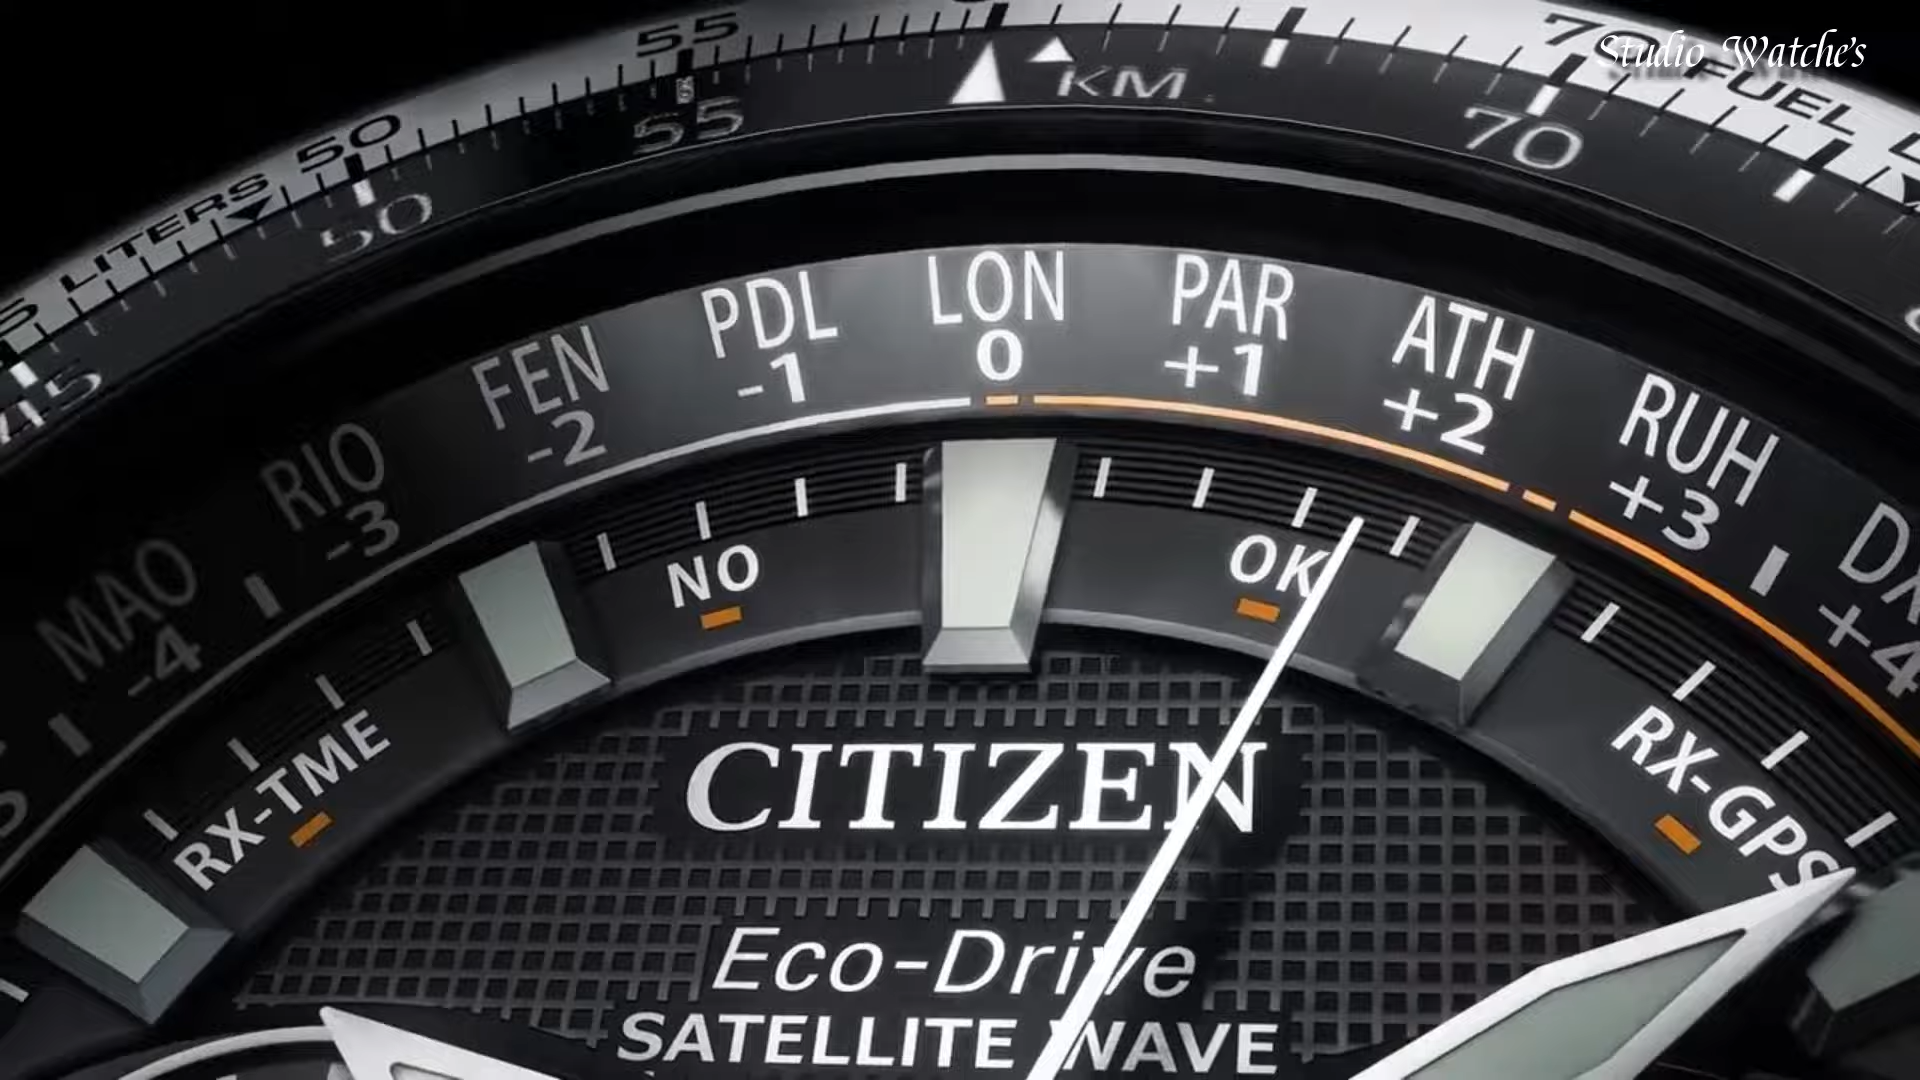 Studio Watche's
55
KM.
70
FUEL
55
70
50
LITERS
50
45
LON
0
PDL
-1
PAR
+1
FEN
-2
ATH
+2
RIO
-3
RUH
+3
MAO
-4
+4
NO
OK
RX-TME
RX-GPS
CITIZEN
Eco-Drive
SATELLITE WAVE